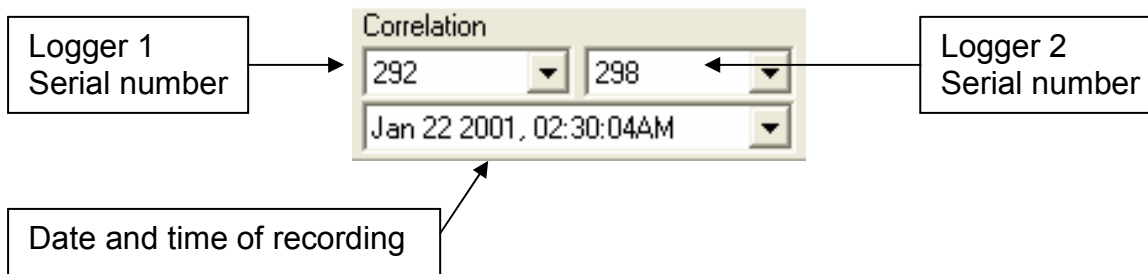 Logger 1
Serial number
Correlation
292
298
Jan 22 2001, 02:30:04AM
Logger 2
Serial number
Date and time of recording